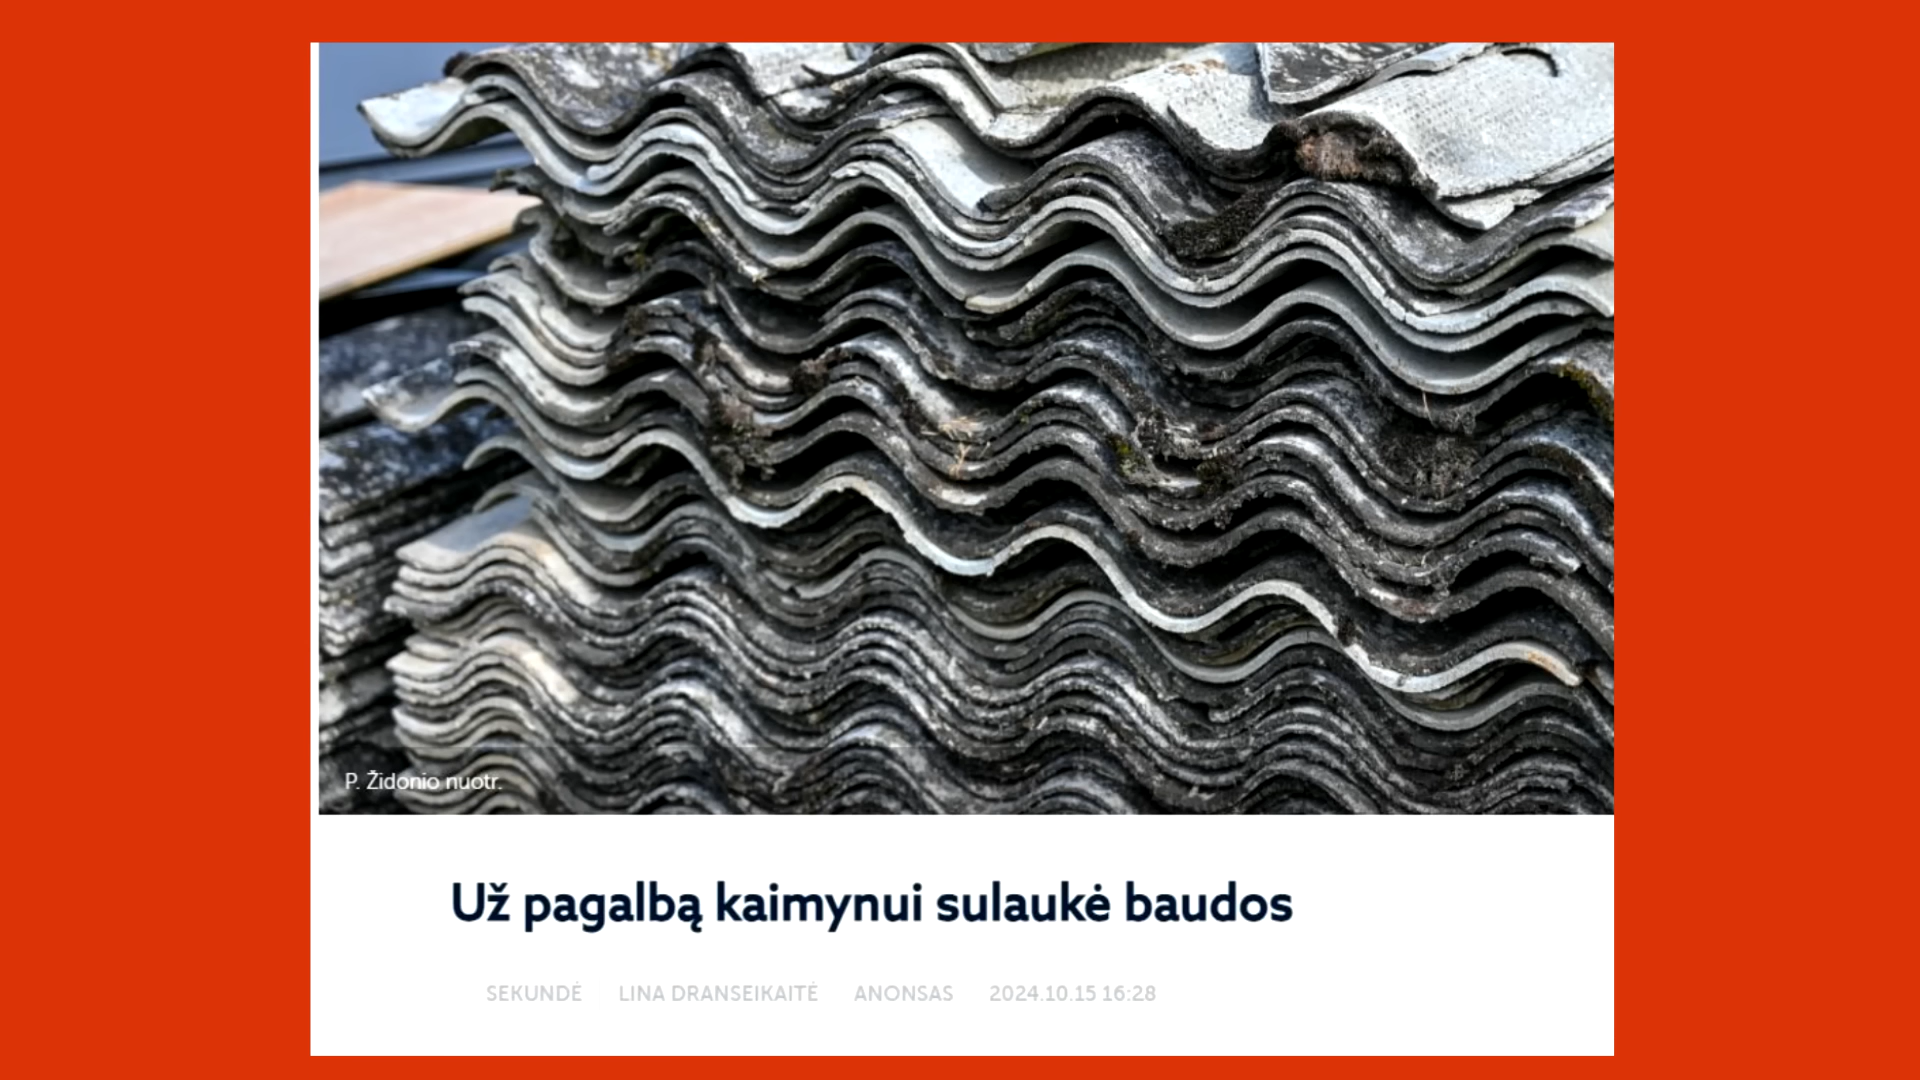 P. Židonio nuotr.
Už pagalbą kaimynui sulaukė baudos
SEKUNDĖ LINA DRANSEIKAITĖ ANONSAS 2024.10.15 16:28